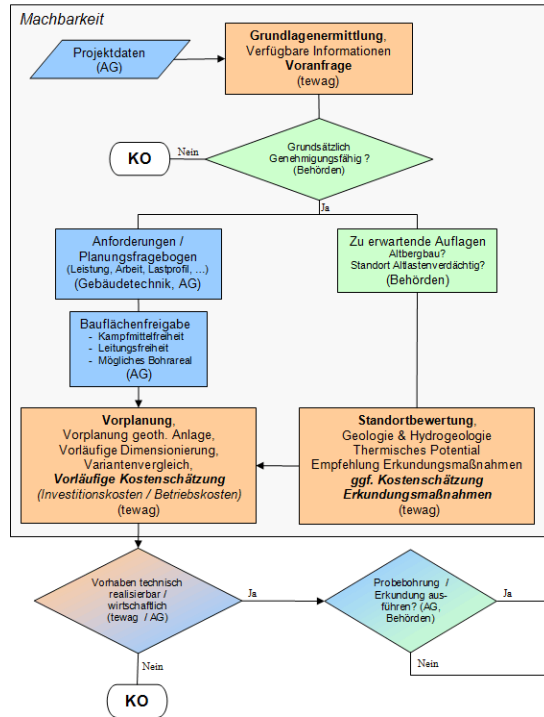 Machbarkeit
Projektdaten
(AG)
Grundlagenermittlung,
Verfügbare Informationen
Voranfrage
(tewag)
KO
Nein
Grundsätzlich
Genehmigungsfähig ?
(Behörden)
Ja
Anforderungen /
Planungsfragebogen
(Leistung, Arbeit, Lastprofil, ...)
(Gebäudetechnik, AG)
Zu erwartende Auflagen
Altbergbau?
Standort Altlastenverdächtig?
(Behörden)
Bauflächenfreigabe
- Kampfmittelfreiheit
- Leitungsfreiheit
- Mögliches Bohrareal
(AG)
Vorplanung,
Vorplanung geoth. Anlage,
Vorläufige Dimensionierung,
Variantenvergleich,
Vorläufige Kostenschätzung
(Investitionskosten / Betriebskosten)
(tewag)
Standortbewertung,
Geologie & Hydrogeologie
Thermisches Potential
Empfehlung Erkundungsmaßnahmen
ggf. Kostenschätzung
Erkundungsmaßnahmen
(tewag)
Vorhaben technisch
realisierbar /
wirtschaftlich
(tewag / AG)
Ja
Probebohrung /
Erkundung aus-
führen? (AG,
Behörden)
Ja
Nein
Nein
KO